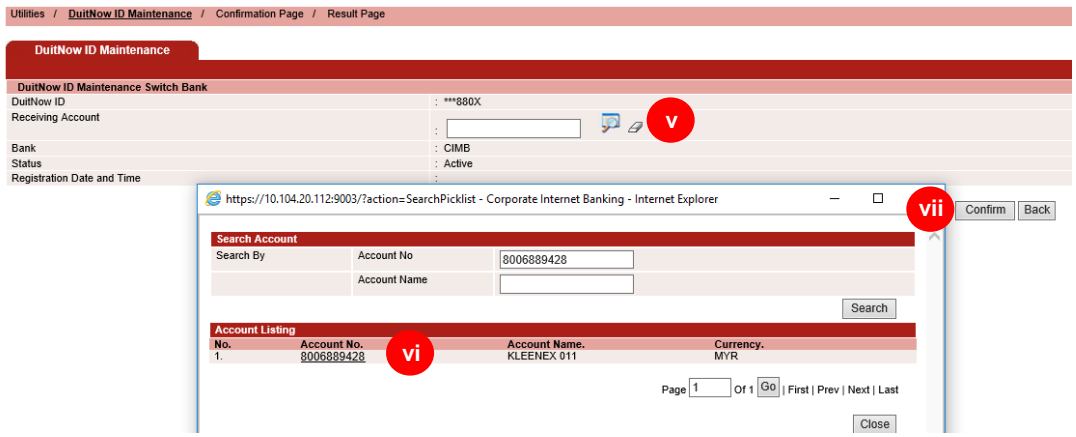 Utilities / DuitNow ID Maintenance / Confirmation Page / Result Page
DuitNow ID Maintenance
DuitNow ID Maintenance Switch Bank
DuitNow ID : ***880X
Receiving Account : v
Bank : CIMB
Status : Active
Registration Date and Time :
https://10.104.20.112:9003/?action=SearchPicklist - Corporate Internet Banking - Internet Explorer
vii Confirm Back
Search Account
Search By Account No 8006889428
Account Name
Search
Account Listing
No. Account No. Account Name. Currency.
1. 8006889428 vi KLEENEX 011 MYR
Page 1 Of 1 Go | First | Prev | Next | Last
Close